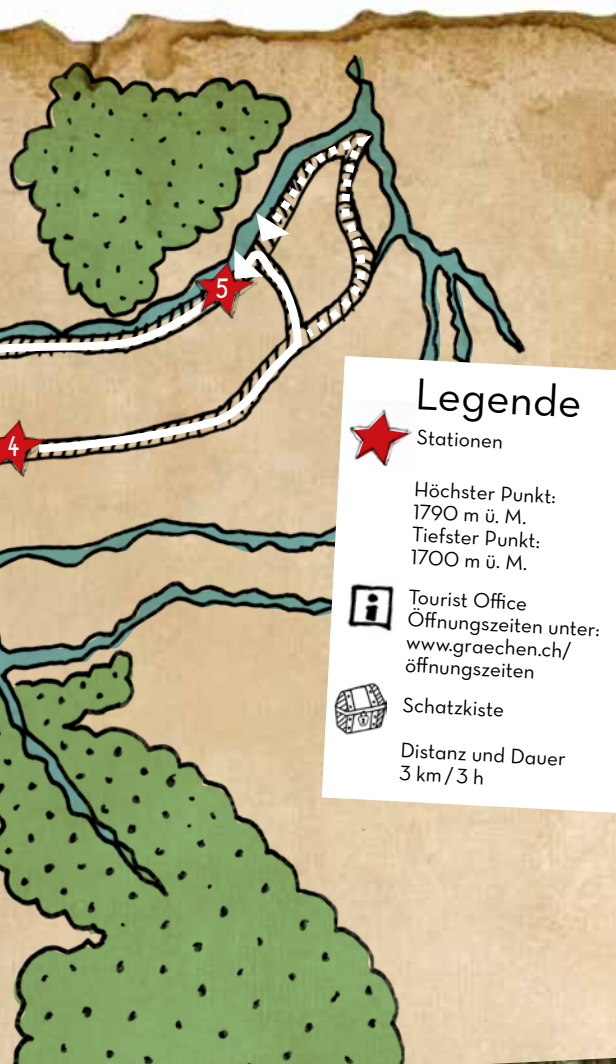 5
4
Legende
Stationen
Höchster Punkt:
1790 m ü. M.
Tiefster Punkt:
1700 m ü. M.
Tourist Office
Öffnungszeiten unter:
www.graechen.ch/
öffnungszeiten
Schatzkiste
Distanz und Dauer
3 km / 3 h